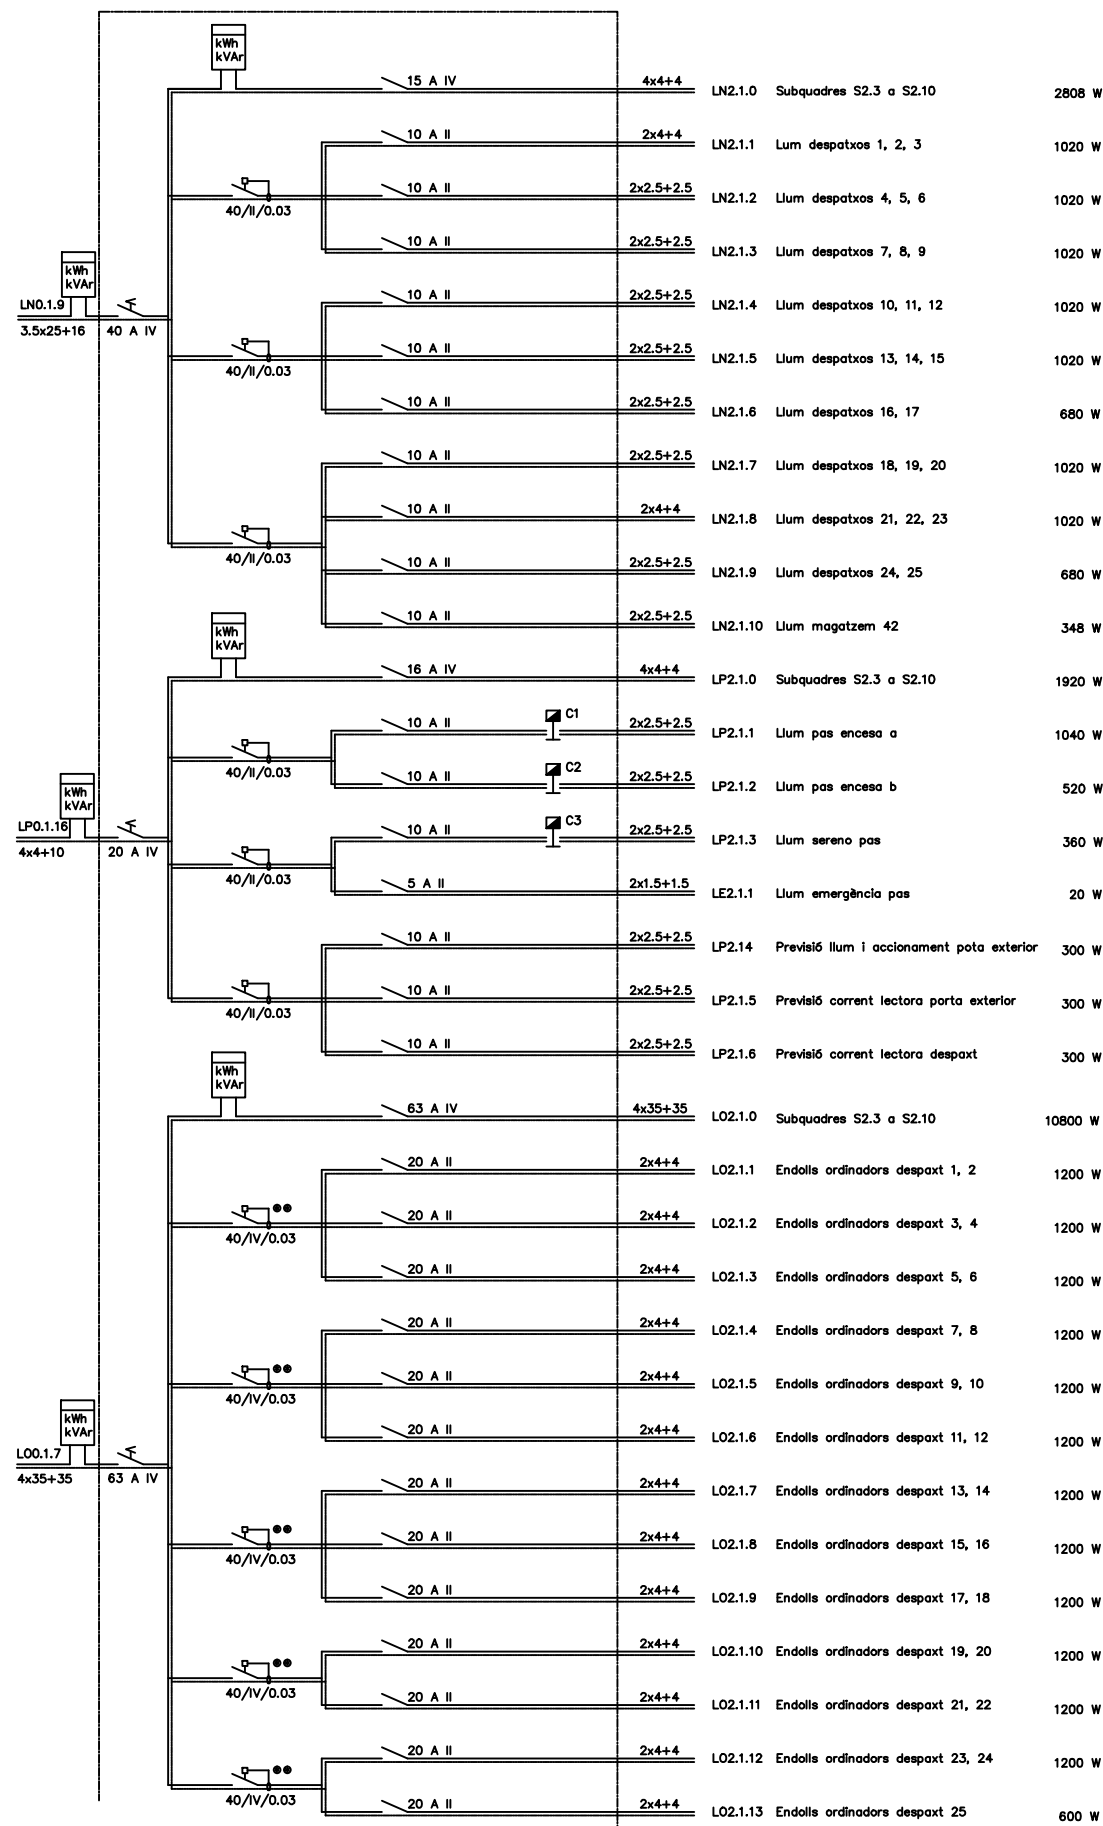 kWh
kVAr
15 A IV 4x4+4 LN2.1.0 Subquadres S2.3 a S2.10 2808 W
10 A II 2x4+4 LN2.1.1 Lum despatxos 1, 2, 3 1020 W
40/II/0.03 10 A II 2x2.5+2.5 LN2.1.2 Llum despatxos 4, 5, 6 1020 W
10 A II 2x2.5+2.5 LN2.1.3 Llum despatxos 7, 8, 9 1020 W
kWh
kVAr
LN0.1.9
3.5x25+16 40 A IV
10 A II 2x2.5+2.5 LN2.1.4 Llum despatxos 10, 11, 12 1020 W
40/II/0.03 10 A II 2x2.5+2.5 LN2.1.5 Llum despatxos 13, 14, 15 1020 W
10 A II 2x2.5+2.5 LN2.1.6 Llum despatxos 16, 17 680 W
10 A II 2x2.5+2.5 LN2.1.7 Llum despatxos 18, 19, 20 1020 W
10 A II 2x4+4 LN2.1.8 Llum despatxos 21, 22, 23 1020 W
40/II/0.03
10 A II 2x2.5+2.5 LN2.1.9 Llum despatxos 24, 25 680 W
10 A II 2x2.5+2.5 LN2.1.10 Llum magatzem 42 348 W
kWh
kVAr
16 A IV 4x4+4 LP2.1.0 Subquadres S2.3 a S2.10 1920 W
10 A II C1 2x2.5+2.5 LP2.1.1 Llum pas encesa a 1040 W
40/II/0.03
10 A II C2 2x2.5+2.5 LP2.1.2 Llum pas encesa b 520 W
kWh
kVAr
LP0.1.16
4x4+10 20 A IV
10 A II C3 2x2.5+2.5 LP2.1.3 Llum sereno pas 360 W
40/II/0.03
5 A II 2x1.5+1.5 LE2.1.1 Llum emergència pas 20 W
10 A II 2x2.5+2.5 LP2.14 Previsió llum i accionament pota exterior 300 W
40/II/0.03 10 A II 2x2.5+2.5 LP2.1.5 Previsió corrent lectora porta exterior 300 W
10 A II 2x2.5+2.5 LP2.1.6 Previsió corrent lectora despaxt 300 W
kWh
kVAr
63 A IV 4x35+35 LO2.1.0 Subquadres S2.3 a S2.10 10800 W
20 A II 2x4+4 LO2.1.1 Endolls ordinadors despaxt 1, 2 1200 W
40/IV/0.03 20 A II 2x4+4 LO2.1.2 Endolls ordinadors despaxt 3, 4 1200 W
20 A II 2x4+4 LO2.1.3 Endolls ordinadors despaxt 5, 6 1200 W
20 A II 2x4+4 LO2.1.4 Endolls ordinadors despaxt 7, 8 1200 W
40/IV/0.03 20 A II 2x4+4 LO2.1.5 Endolls ordinadors despaxt 9, 10 1200 W
20 A II 2x4+4 LO2.1.6 Endolls ordinadors despaxt 11, 12 1200 W
kWh
kVAr
LO0.1.7
4x35+35 63 A IV
20 A II 2x4+4 LO2.1.7 Endolls ordinadors despaxt 13, 14 1200 W
40/IV/0.03 20 A II 2x4+4 LO2.1.8 Endolls ordinadors despaxt 15, 16 1200 W
20 A II 2x4+4 LO2.1.9 Endolls ordinadors despaxt 17, 18 1200 W
20 A II 2x4+4 LO2.1.10 Endolls ordinadors despaxt 19, 20 1200 W
40/IV/0.03
20 A II 2x4+4 LO2.1.11 Endolls ordinadors despaxt 21, 22 1200 W
20 A II 2x4+4 LO2.1.12 Endolls ordinadors despaxt 23, 24 1200 W
40/IV/0.03
20 A II 2x4+4 LO2.1.13 Endolls ordinadors despaxt 25 600 W